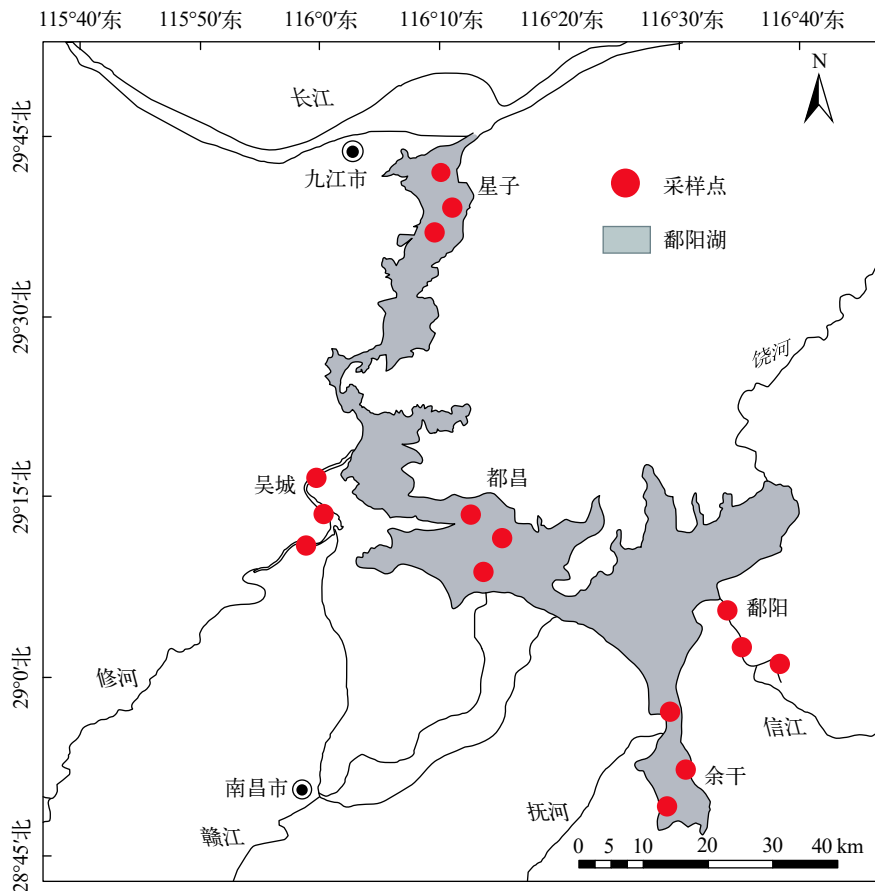 115°40′东 115°50′东 116°0′东 116°10′东 116°20′东 116°30′东 116°40′东
N
长江
29°45′北
九江市
星子
采样点
鄱阳湖
29°30′北
饶河
吴城
都昌
29°15′北
鄱阳
29°0′北
修河
信江
余干
南昌市
抚河
赣江
28°45′北
0 5 10 20 30 40 km